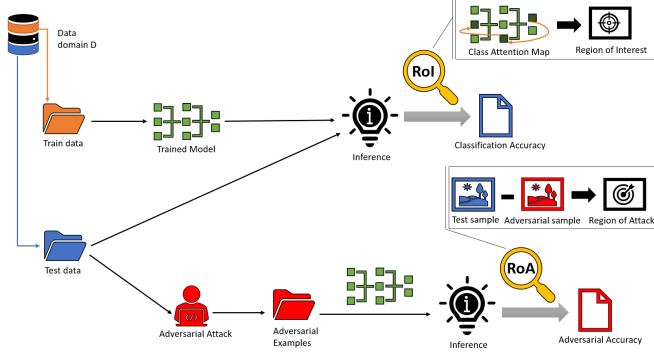 Data
domain D
Class Attention Map
Region of Interest
RoI
Train data
Trained Model
Inference
Classification Accuracy
Test sample
Adversarial sample
Region of Attack
Test data
RoA
</>
Adversarial Attack
Adversarial
Examples
Inference
Adversarial Accuracy